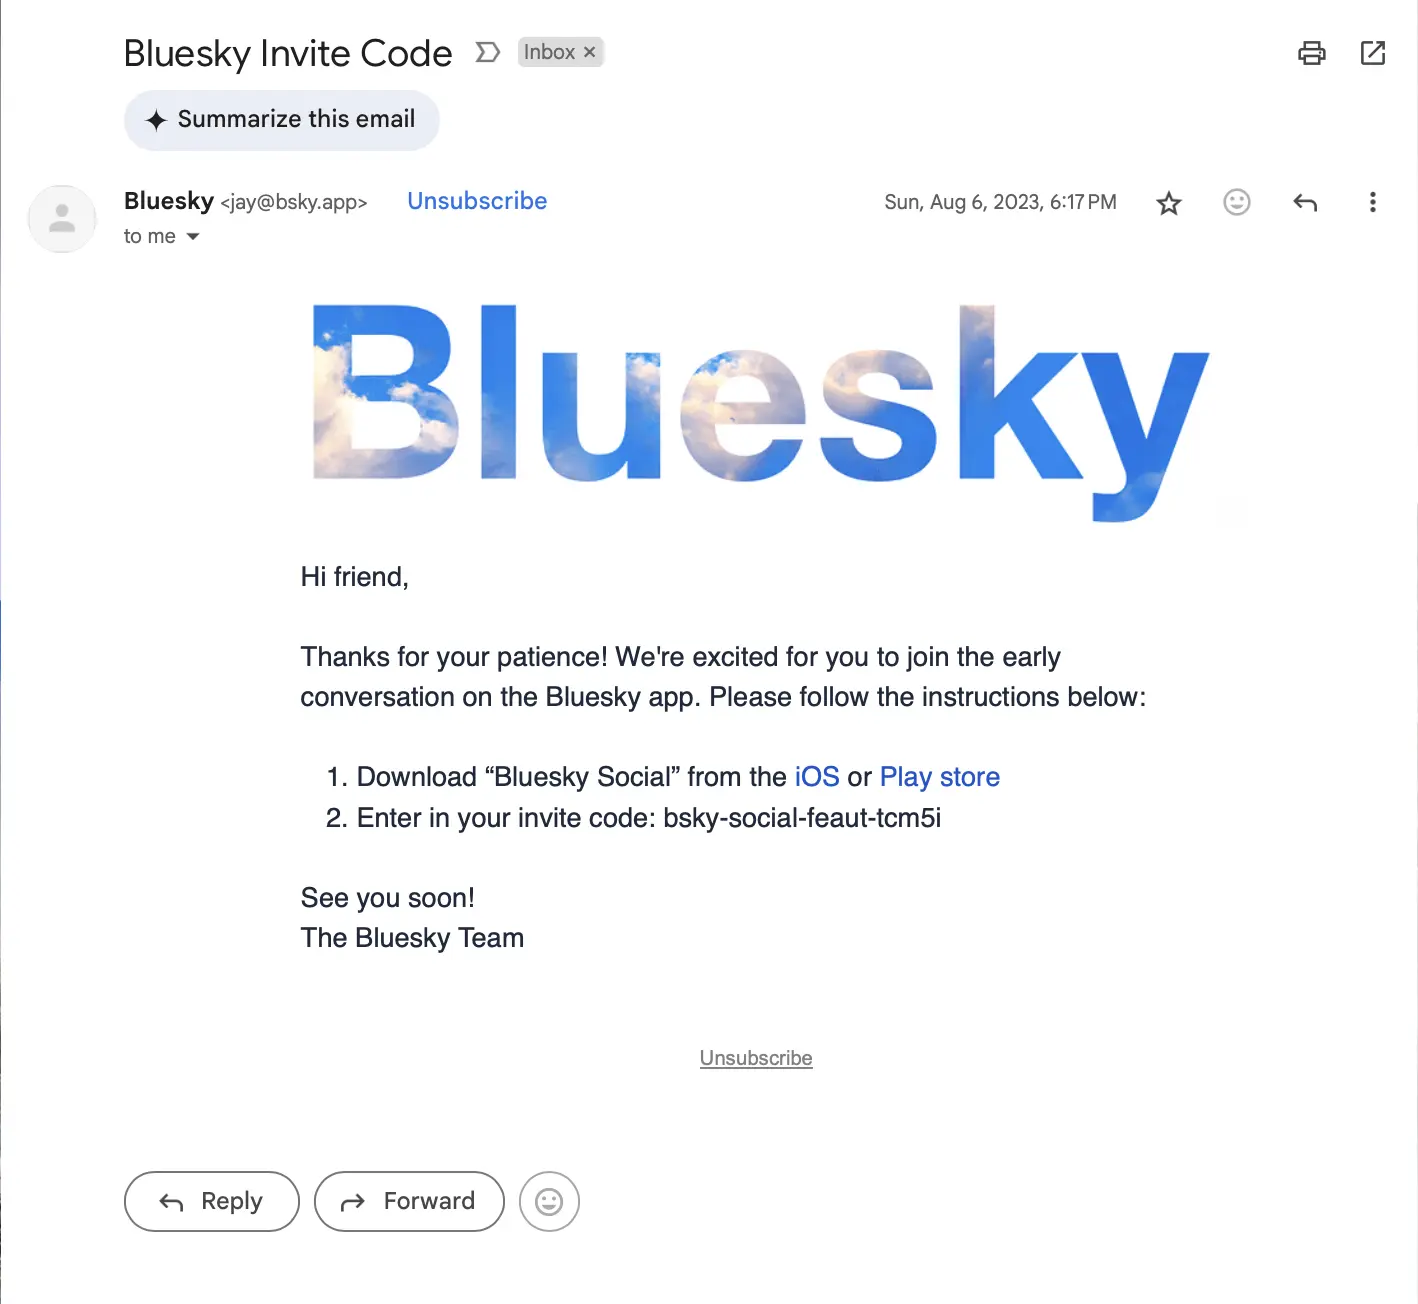 Bluesky Invite Code Inbox ×
Summarize this email
Bluesky <jay@bsky.app> Unsubscribe Sun, Aug 6, 2023, 6:17 PM
to me
Bluesky
Hi friend,
Thanks for your patience! We're excited for you to join the early
conversation on the Bluesky app. Please follow the instructions below:
1. Download “Bluesky Social” from the iOS or Play store
2. Enter in your invite code: bsky-social-feaut-tcm5i
See you soon!
The Bluesky Team
Unsubscribe
Reply Forward